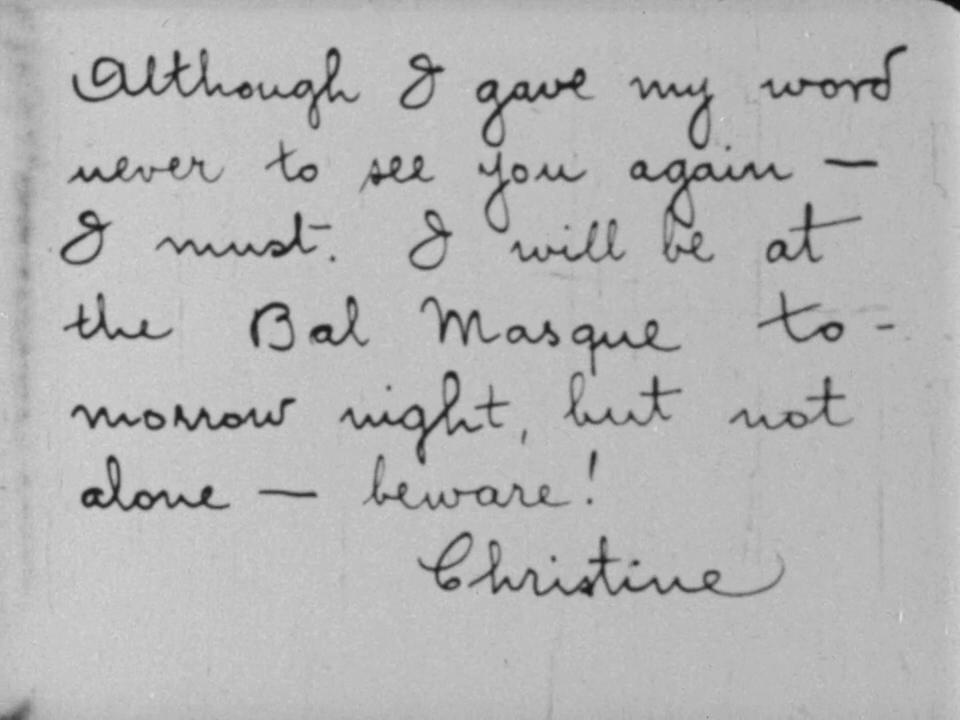 Although I gave my word
never to see you again —
I must. I will be at
the Bal Masque to-
morrow night, but not
alone — beware!
Christine